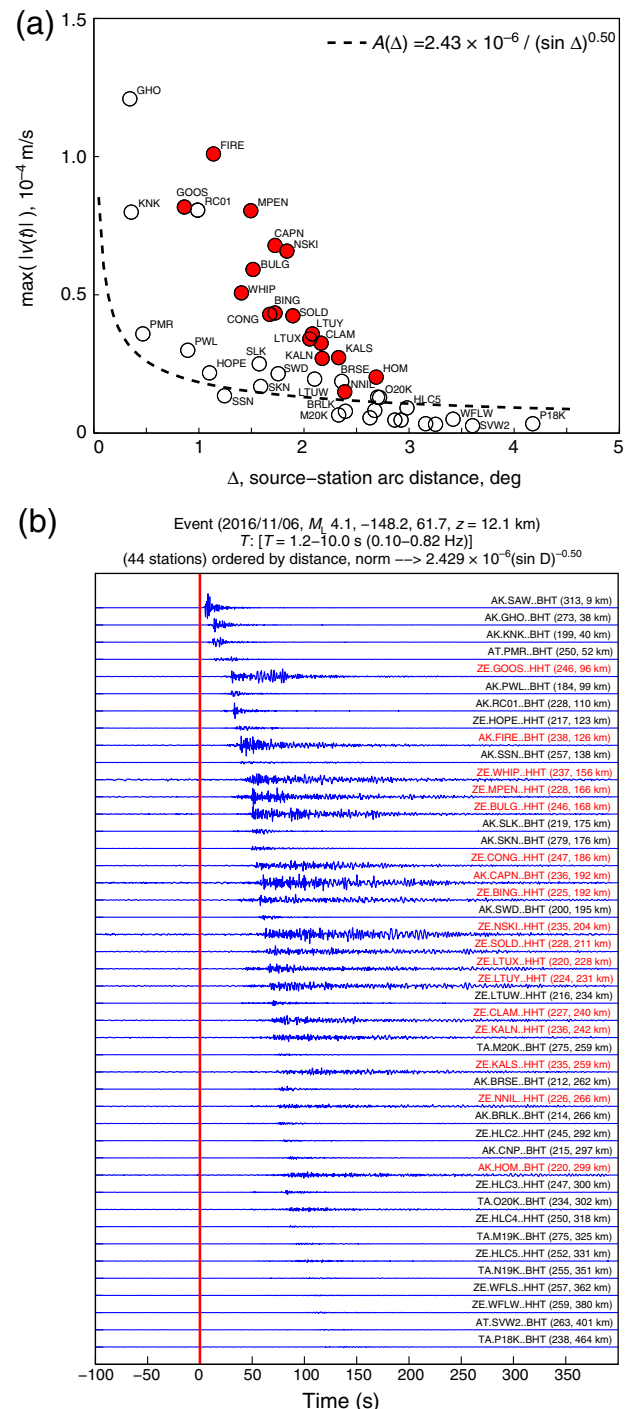 (a)
1.5
1.0
0.5
0
max( |v(t)| ), 10⁻⁴ m/s
A(Δ) =2.43 × 10⁻⁶ / (sin Δ)⁰·⁵⁰
GHO
FIRE
GOOS
KNK
RC01
MPEN
CAPN
NSKI
BULG
WHIP
BING
CONG
SOLD
LTUY
PMR
LTUX
CLAM
PWL
SLK
KALN
KALS
HOPE
SWD
BRSE
HOM
SKN
NNIL
SSN
LTUW
O20K
BRLK
HLC5
M20K
WFLW
P18K
SVW2
0 1 2 3 4 5
Δ, source−station arc distance, deg
(b)
Event (2016/11/06, M_L 4.1, −148.2, 61.7, z = 12.1 km)
T: [T = 1.2–10.0 s (0.10–0.82 Hz)]
(44 stations) ordered by distance, norm −−> 2.429 × 10⁻⁶(sin D)⁻⁰·⁵⁰
AK.SAW..BHT (313, 9 km)
AK.GHO..BHT (273, 38 km)
AK.KNK..BHT (199, 40 km)
AT.PMR..BHT (250, 52 km)
ZE.GOOS..HHT (246, 96 km)
AK.PWL..BHT (184, 99 km)
AK.RC01..BHT (228, 110 km)
ZE.HOPE..HHT (217, 123 km)
AK.FIRE..BHT (238, 126 km)
AK.SSN..BHT (257, 138 km)
ZE.WHIP..HHT (237, 156 km)
ZE.MPEN..HHT (228, 166 km)
ZE.BULG..HHT (246, 168 km)
AK.SLK..BHT (219, 175 km)
AK.SKN..BHT (279, 176 km)
ZE.CONG..HHT (247, 186 km)
AK.CAPN..BHT (236, 192 km)
ZE.BING..HHT (225, 192 km)
AK.SWD..BHT (200, 195 km)
ZE.NSKI..HHT (235, 204 km)
ZE.SOLD..HHT (228, 211 km)
ZE.LTUX..HHT (220, 228 km)
ZE.LTUY..HHT (224, 231 km)
ZE.LTUW..HHT (216, 234 km)
ZE.CLAM..HHT (227, 240 km)
ZE.KALN..HHT (236, 242 km)
TA.M20K..BHT (275, 259 km)
ZE.KALS..HHT (235, 259 km)
AK.BRSE..BHT (212, 262 km)
ZE.NNIL..HHT (226, 266 km)
AK.BRLK..BHT (214, 266 km)
ZE.HLC2..HHT (245, 292 km)
AK.CNP..BHT (215, 297 km)
AK.HOM..BHT (220, 299 km)
ZE.HLC3..HHT (247, 300 km)
TA.O20K..BHT (234, 302 km)
ZE.HLC4..HHT (250, 318 km)
TA.M19K..BHT (275, 325 km)
ZE.HLC5..HHT (252, 331 km)
TA.N19K..BHT (255, 351 km)
ZE.WFLS..HHT (257, 362 km)
ZE.WFLW..HHT (259, 380 km)
AT.SVW2..BHT (263, 401 km)
TA.P18K..BHT (238, 464 km)
−100 −50 0 50 100 150 200 250 300 350
Time (s)